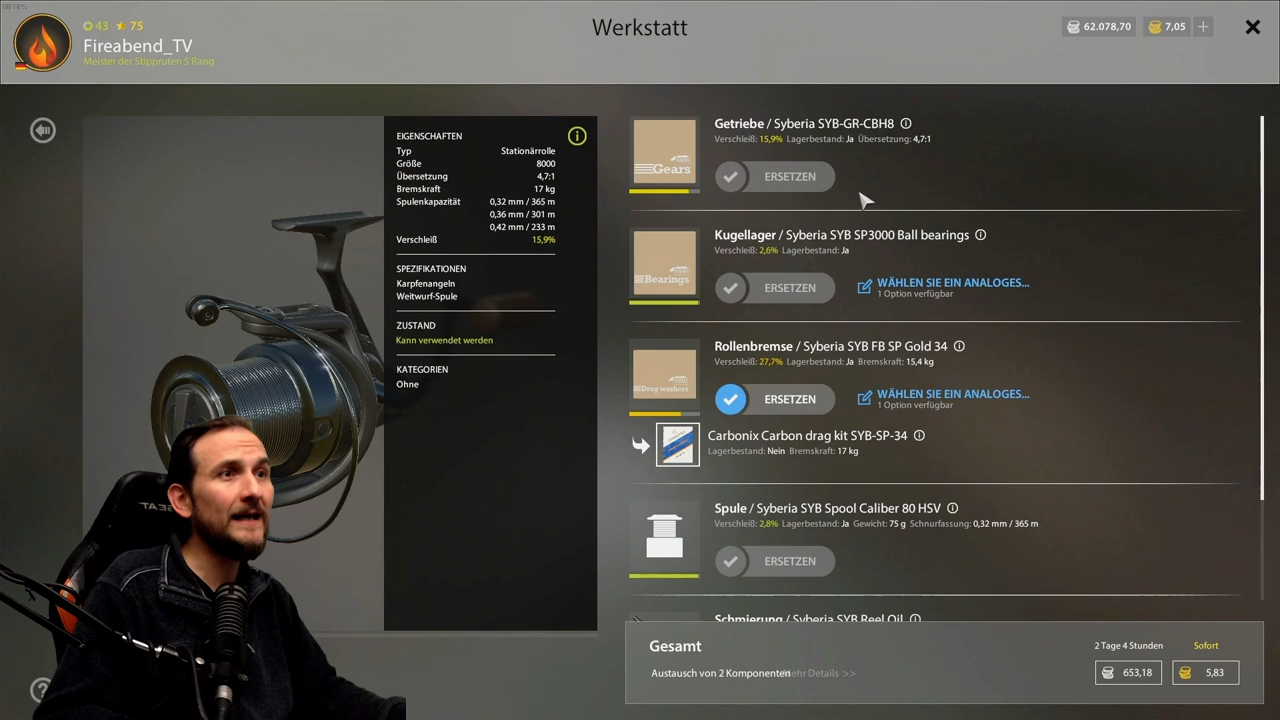 43 75
Werkstatt
62.078,70
7,05
Fireabend_TV
Meister der Stippruten 5 Rang
EIGENSCHAFTEN
Typ Stationärrolle
Größe 8000
Übersetzung 4,7:1
Bremskraft 17 kg
Spulenkapazität 0,32 mm / 365 m
0,36 mm / 301 m
0,42 mm / 233 m
Verschleiß 15,9%
SPEZIFIKATIONEN
Karpfenangeln
Weitwurf-Spule
ZUSTAND
Kann verwendet werden
KATEGORIEN
Ohne
Getriebe / Syberia SYB-GR-CBH8
Verschleiß: 15,9% Lagerbestand: Ja Übersetzung: 4,7:1
Gears
ERSETZEN
Kugellager / Syberia SYB SP3000 Ball bearings
Verschleiß: 2,6% Lagerbestand: Ja
Bearings
ERSETZEN
WÄHLEN SIE EIN ANALOGES...
1 Option verfügbar
Rollenbremse / Syberia SYB FB SP Gold 34
Verschleiß: 27,7% Lagerbestand: Ja Bremskraft: 15,4 kg
Drag washers
ERSETZEN
WÄHLEN SIE EIN ANALOGES...
1 Option verfügbar
Carbonix Carbon drag kit SYB-SP-34
Lagerbestand: Nein Bremskraft: 17 kg
Spule / Syberia SYB Spool Caliber 80 HSV
Verschleiß: 2,8% Lagerbestand: Ja Gewicht: 75 g Schnurfassung: 0,32 mm / 365 m
ERSETZEN
Schmierung / Syberia SYB Reel Oil
Gesamt
2 Tage 4 Stunden
Sofort
Austausch von 2 Komponenten
Mehr Details >>
653,18
5,83
SEAT